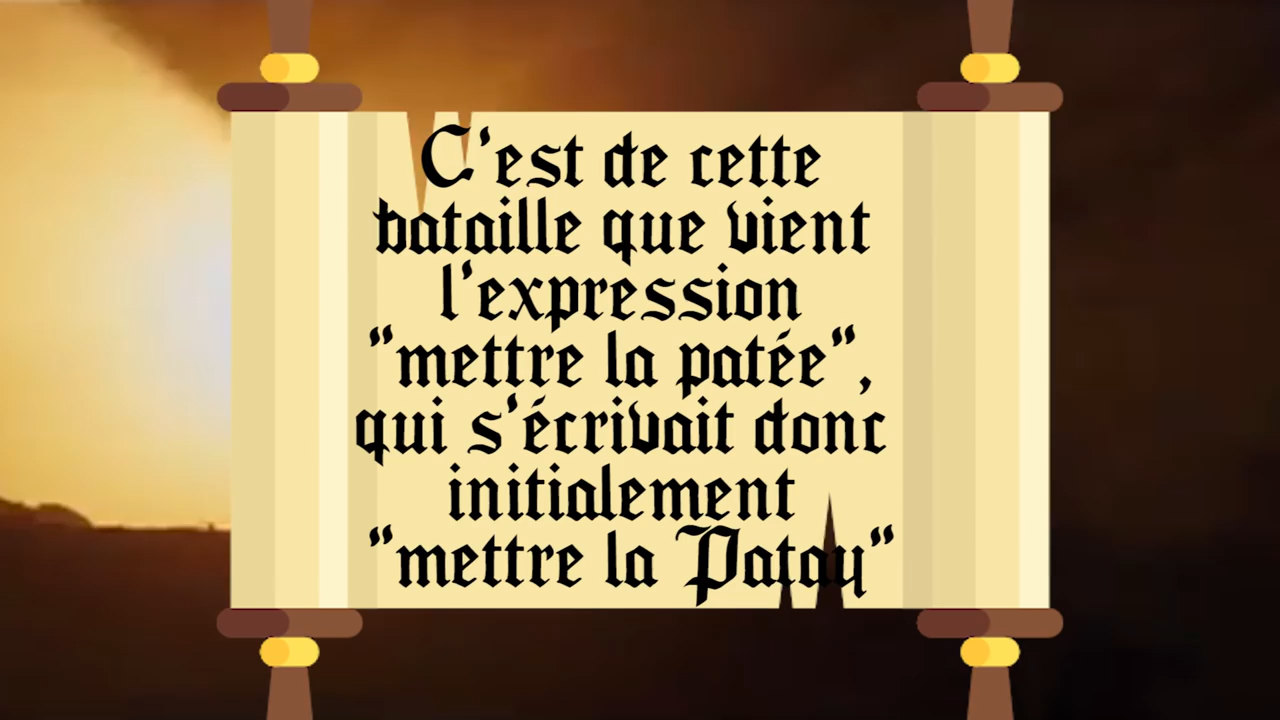 C'est de cette
bataille que vient
l'expression
"mettre la patée",
qui s'écrivait donc
initialement
"mettre la Patay"